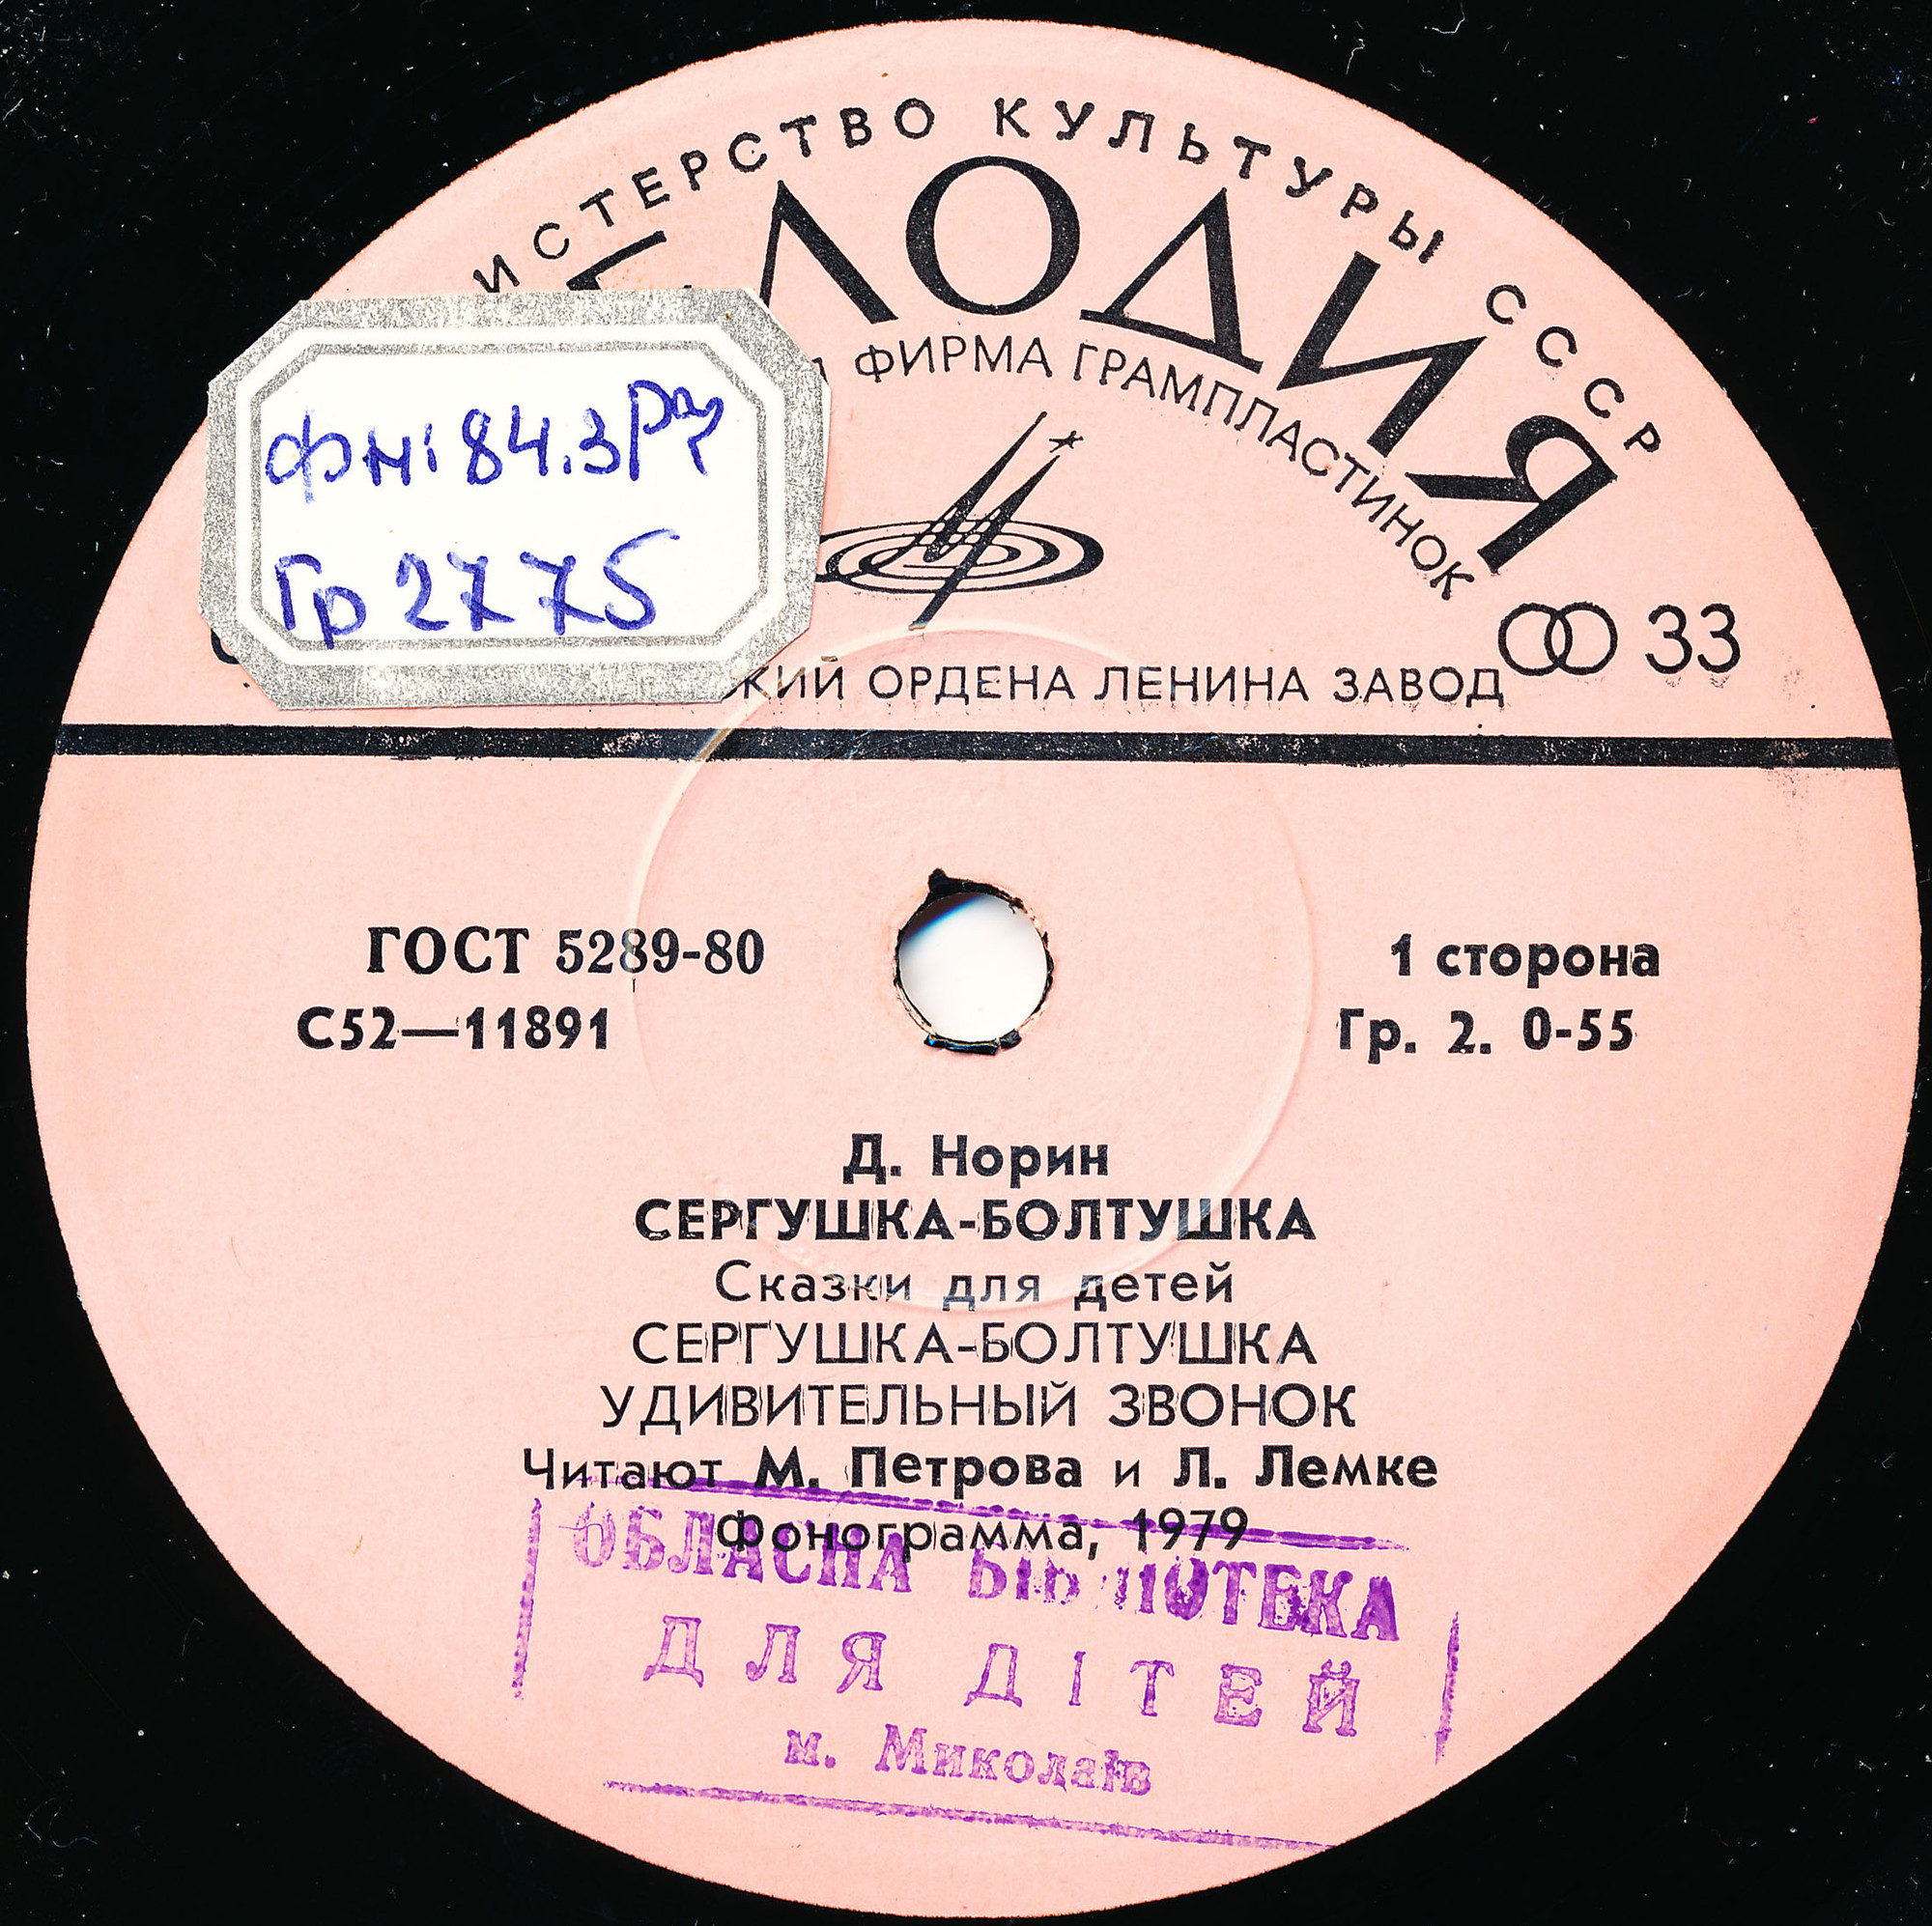 ИСТЕРСТВО КУЛЬТУРЫ СССР
ЛОДИЯ
ФИРМА ГРАМПЛАСТИНОК
84.3
Гр 2775
33
КИЙ ОРДЕНА ЛЕНИНА ЗАВОД
ГОСТ 5289-80
1 сторона
С52—11891
Гр. 2. 0-55
Д. Норин
СЕРГУШКА-БОЛТУШКА
Сказки для детей
СЕРГУШКА-БОЛТУШКА
УДИВИТЕЛЬНЫЙ ЗВОНОК
Читают М. Петрова и Л. Лемке
Фонограмма, 1979
ОБЛАСНА БІБЛІОТЕКА
ДЛЯ ДІТЕЙ
м. Миколаїв